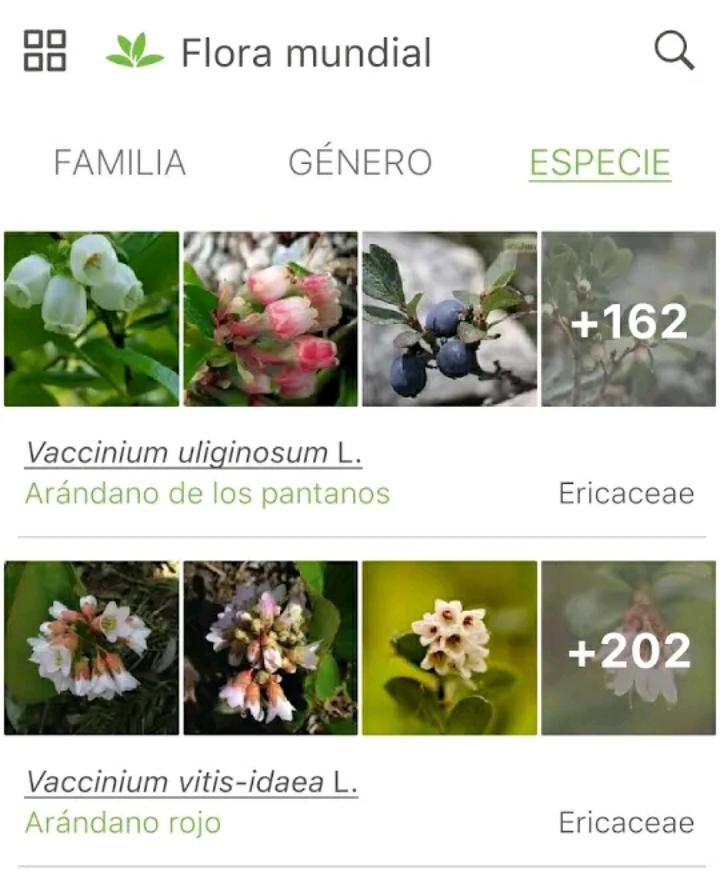 Flora mundial
FAMILIA GÉNERO ESPECIE
+162
Vaccinium uliginosum L.
Arándano de los pantanos Ericaceae
+202
Vaccinium vitis-idaea L.
Arándano rojo Ericaceae